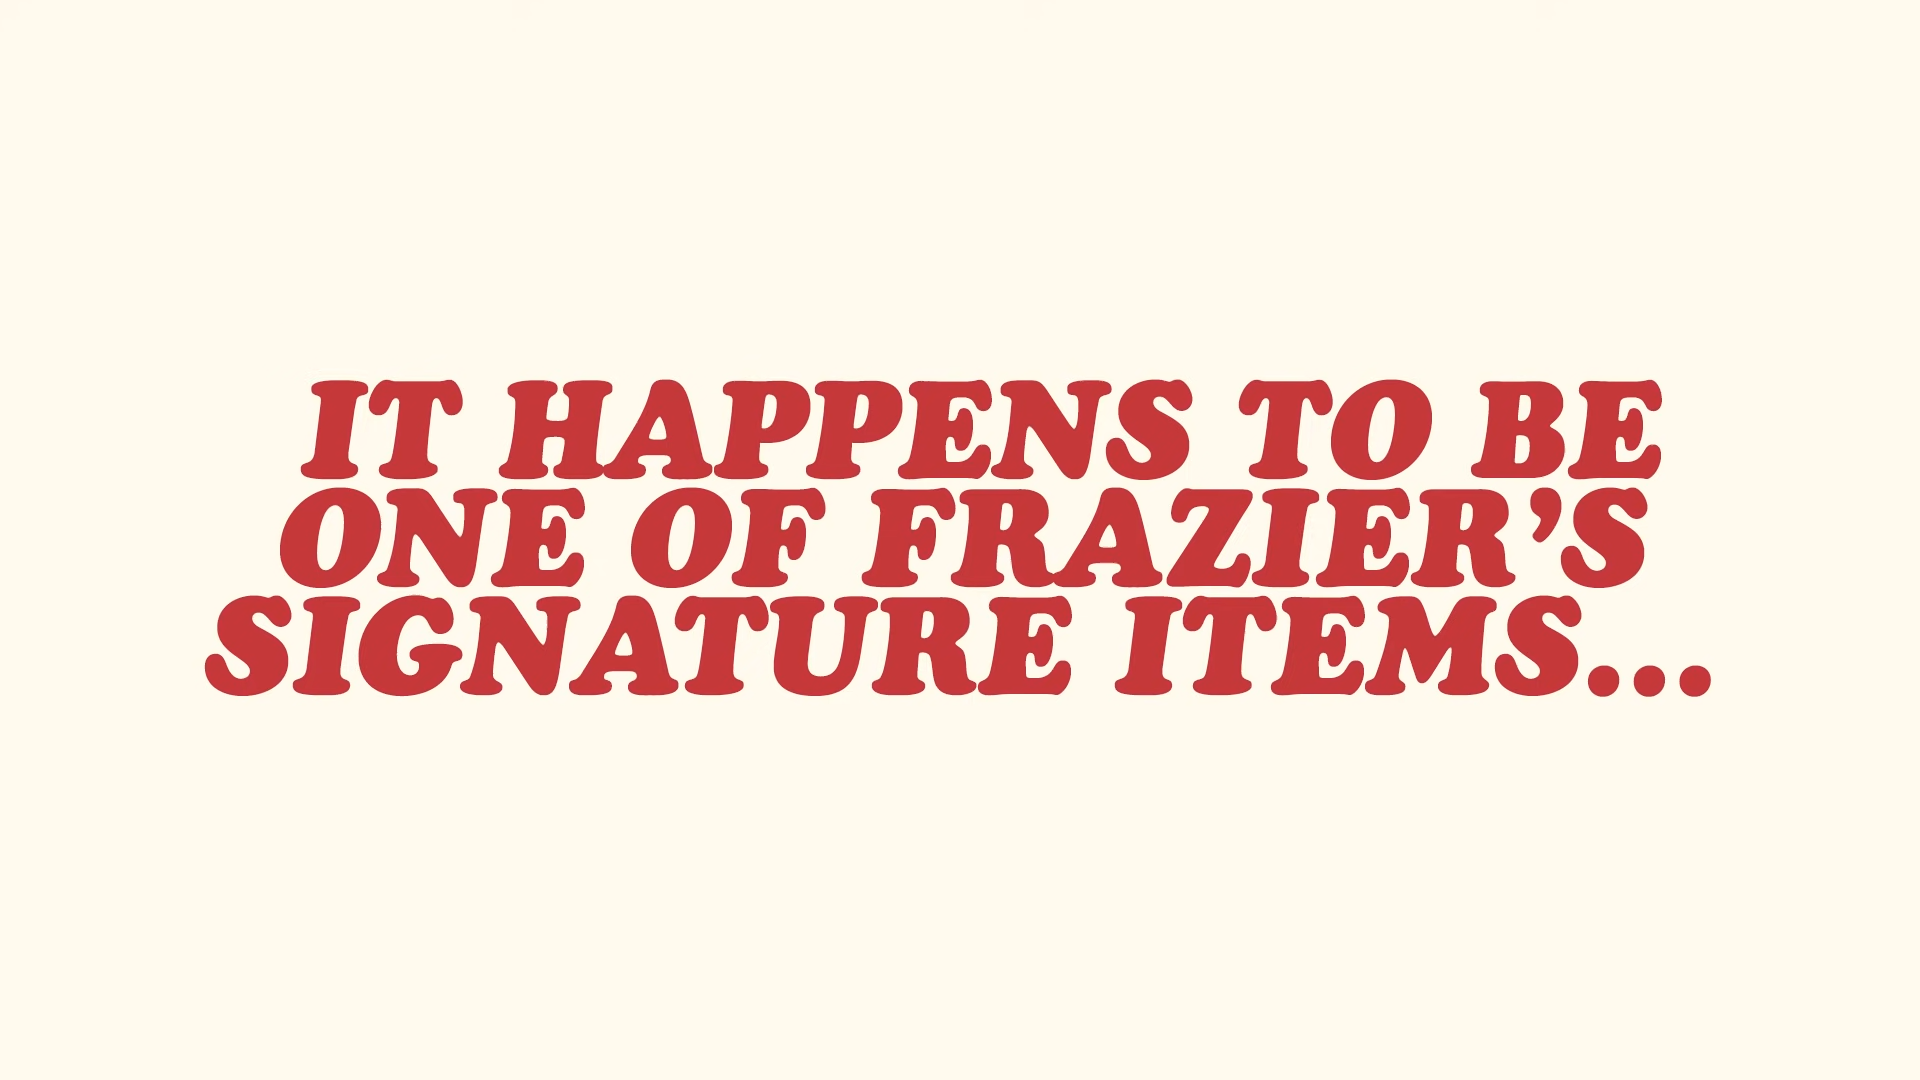 IT HAPPENS TO BE
ONE OF FRAZIER’S
SIGNATURE ITEMS...